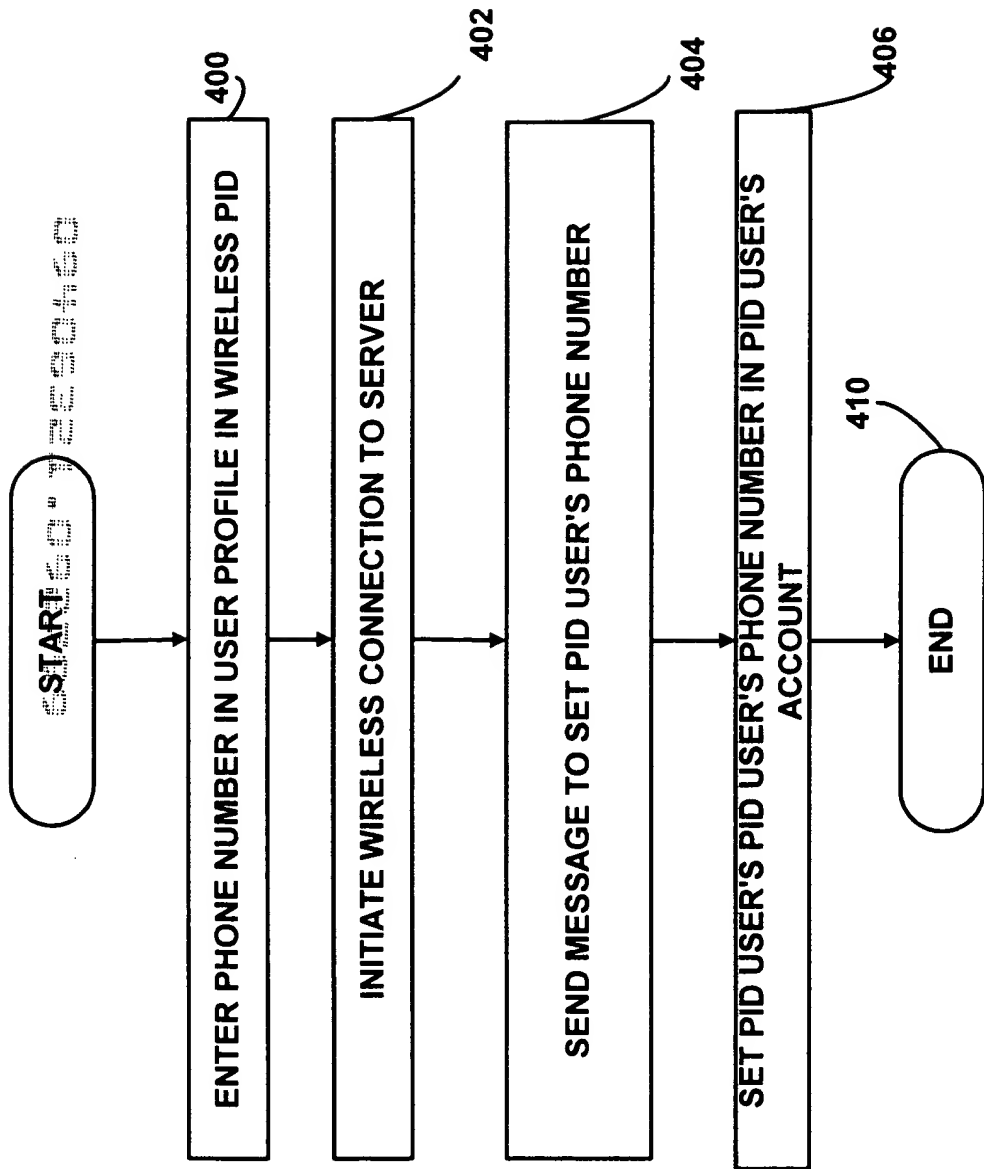 START
ENTER PHONE NUMBER IN USER PROFILE IN WIRELESS PID
400
INITIATE WIRELESS CONNECTION TO SERVER
402
SEND MESSAGE TO SET PID USER'S PHONE NUMBER
404
SET PID USER'S PID USER'S PHONE NUMBER IN PID USER'S
ACCOUNT
406
END
410